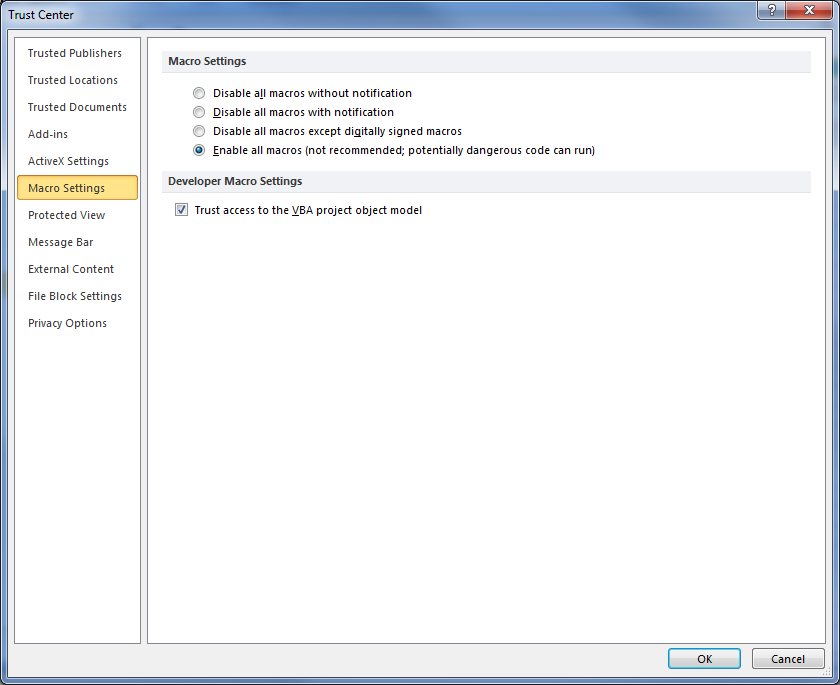 Trust Center
Trusted Publishers
Trusted Locations
Trusted Documents
Add-ins
ActiveX Settings
Macro Settings
Protected View
Message Bar
External Content
File Block Settings
Privacy Options
Macro Settings
Disable all macros without notification
Disable all macros with notification
Disable all macros except digitally signed macros
Enable all macros (not recommended; potentially dangerous code can run)
Developer Macro Settings
Trust access to the VBA project object model
OK
Cancel